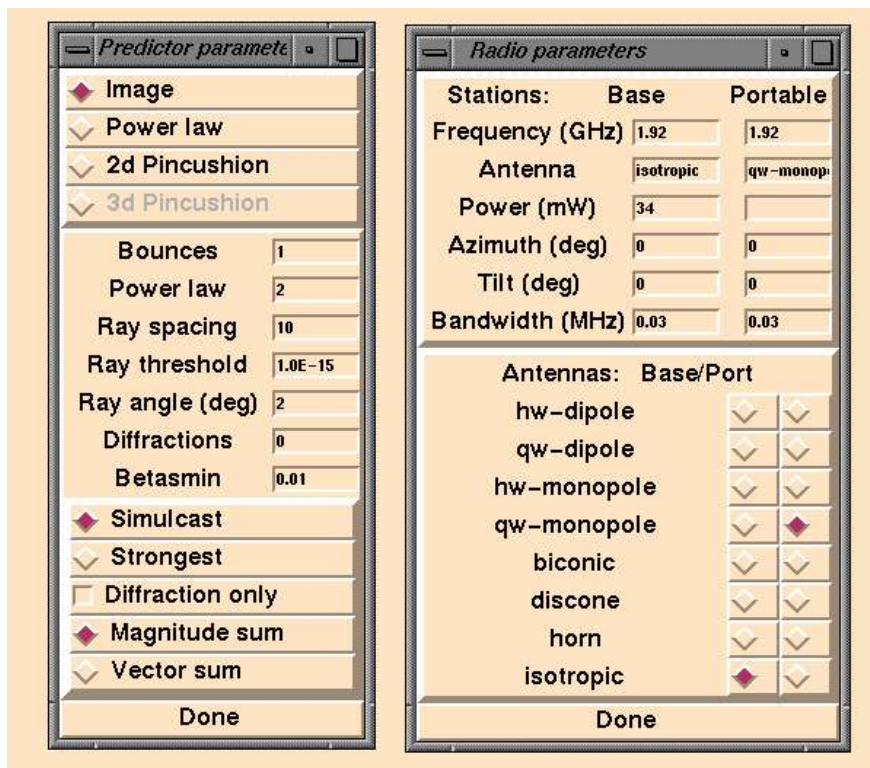 Predictor paramete
Image
Power law
2d Pincushion
3d Pincushion
Bounces 1
Power law 2
Ray spacing 10
Ray threshold 1.0E-15
Ray angle (deg) 2
Diffractions 0
Betasmin 0.01
Simulcast
Strongest
Diffraction only
Magnitude sum
Vector sum
Done
Radio parameters
Stations: Base Portable
Frequency (GHz) 1.92 1.92
Antenna isotropic qw-monop
Power (mW) 34
Azimuth (deg) 0 0
Tilt (deg) 0 0
Bandwidth (MHz) 0.03 0.03
Antennas: Base/Port
hw-dipole
qw-dipole
hw-monopole
qw-monopole
biconic
discone
horn
isotropic
Done